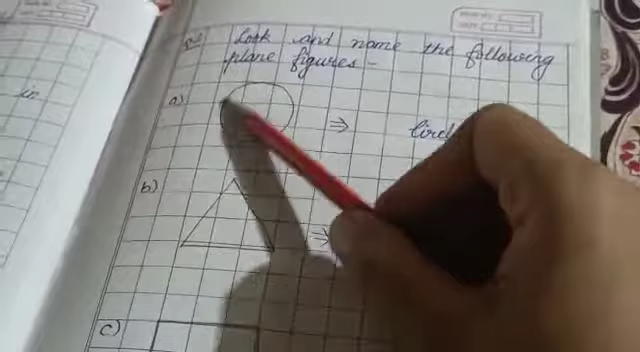 Look and name the following
plane figures -
a) ⇒
b) ⇒
c)